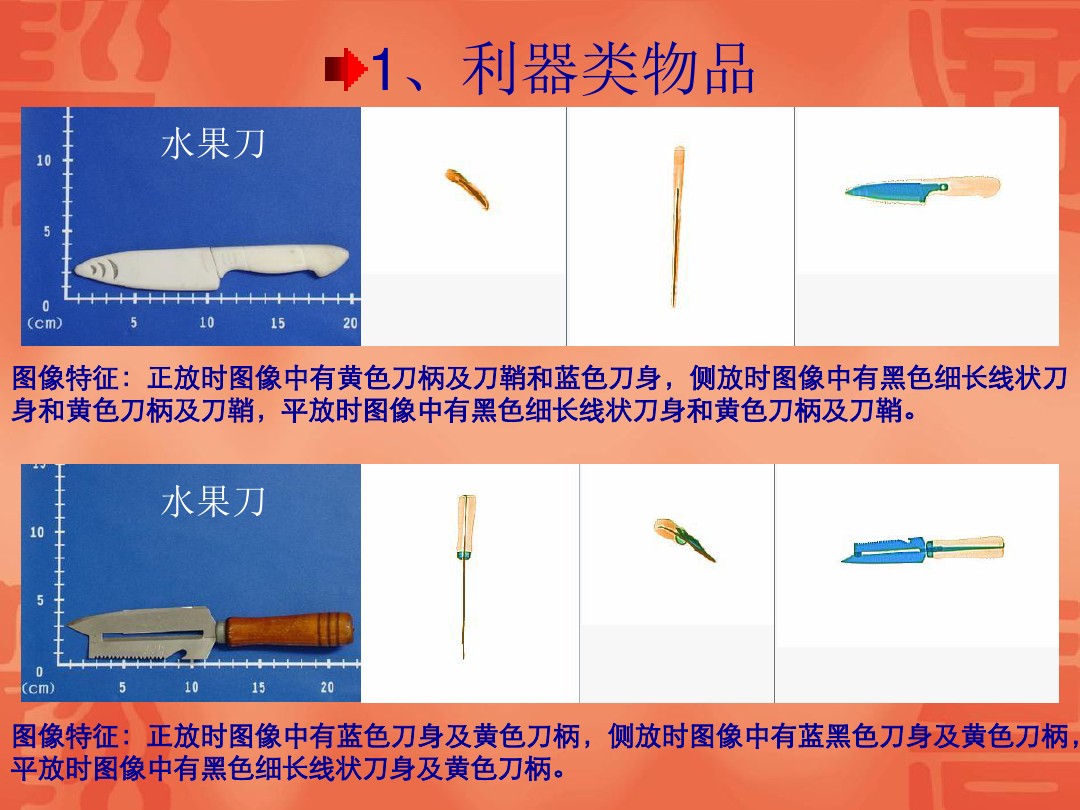 1、利器类物品
水果刀
10
5
0
(cm)
5 10 15 20
图像特征：正放时图像中有黄色刀柄及刀鞘和蓝色刀身，侧放时图像中有黑色细长线状刀
身和黄色刀柄及刀鞘，平放时图像中有黑色细长线状刀身和黄色刀柄及刀鞘。
水果刀
15
10
5
0
(cm)
5 10 15 20
图像特征：正放时图像中有蓝色刀身及黄色刀柄，侧放时图像中有蓝黑色刀身及黄色刀柄，
平放时图像中有黑色细长线状刀身及黄色刀柄。